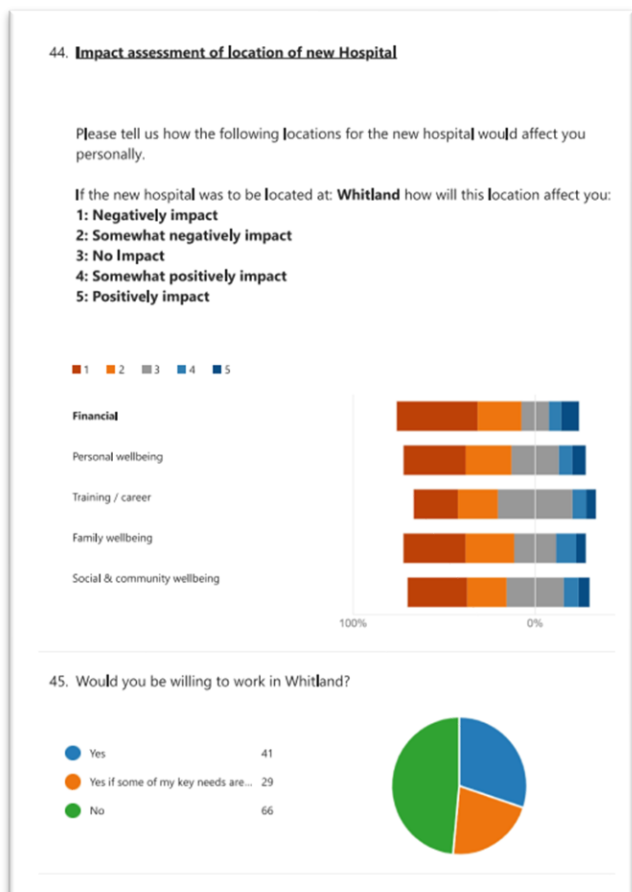 44. Impact assessment of location of new Hospital
Please tell us how the following locations for the new hospital would affect you
personally.
If the new hospital was to be located at: Whitland how will this location affect you:
1: Negatively impact
2: Somewhat negatively impact
3: No Impact
4: Somewhat positively impact
5: Positively impact
1 2 3 4 5
Financial
Personal wellbeing
Training / career
Family wellbeing
Social & community wellbeing
100% 0%
45. Would you be willing to work in Whitland?
Yes 41
Yes if some of my key needs are... 29
No 66